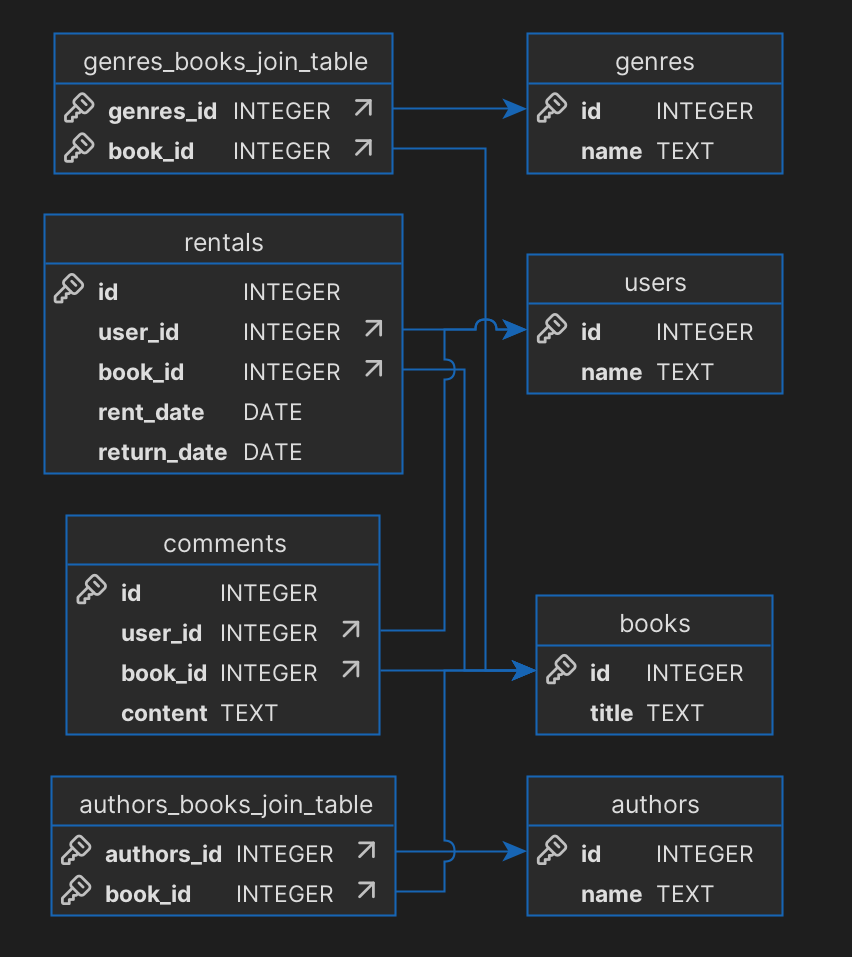 genres_books_join_table
genres_id INTEGER
book_id INTEGER
genres
id INTEGER
name TEXT
rentals
id INTEGER
user_id INTEGER
book_id INTEGER
rent_date DATE
return_date DATE
users
id INTEGER
name TEXT
comments
id INTEGER
user_id INTEGER
book_id INTEGER
content TEXT
books
id INTEGER
title TEXT
authors_books_join_table
authors_id INTEGER
book_id INTEGER
authors
id INTEGER
name TEXT